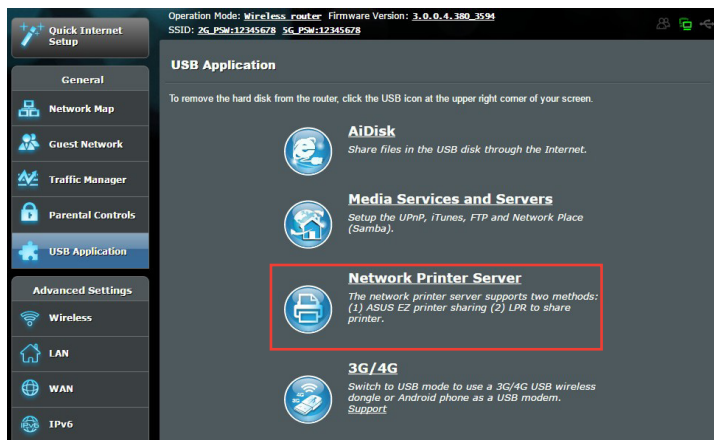 Quick Internet
Setup
General
Network Map
Guest Network
Traffic Manager
Parental Controls
USB Application
Advanced Settings
Wireless
LAN
WAN
IPv6
Operation Mode: Wireless router Firmware Version: 3.0.0.4.380_3594
SSID: 2G_PSW:12345678 5G_PSW:12345678
USB Application
To remove the hard disk from the router, click the USB icon at the upper right corner of your screen.
AiDisk
Share files in the USB disk through the Internet.
Media Services and Servers
Setup the UPnP, iTunes, FTP and Network Place
(Samba).
Network Printer Server
The network printer server supports two methods:
(1) ASUS EZ printer sharing (2) LPR to share
printer.
3G/4G
Switch to USB mode to use a 3G/4G USB wireless
dongle or Android phone as a USB modem.
Support